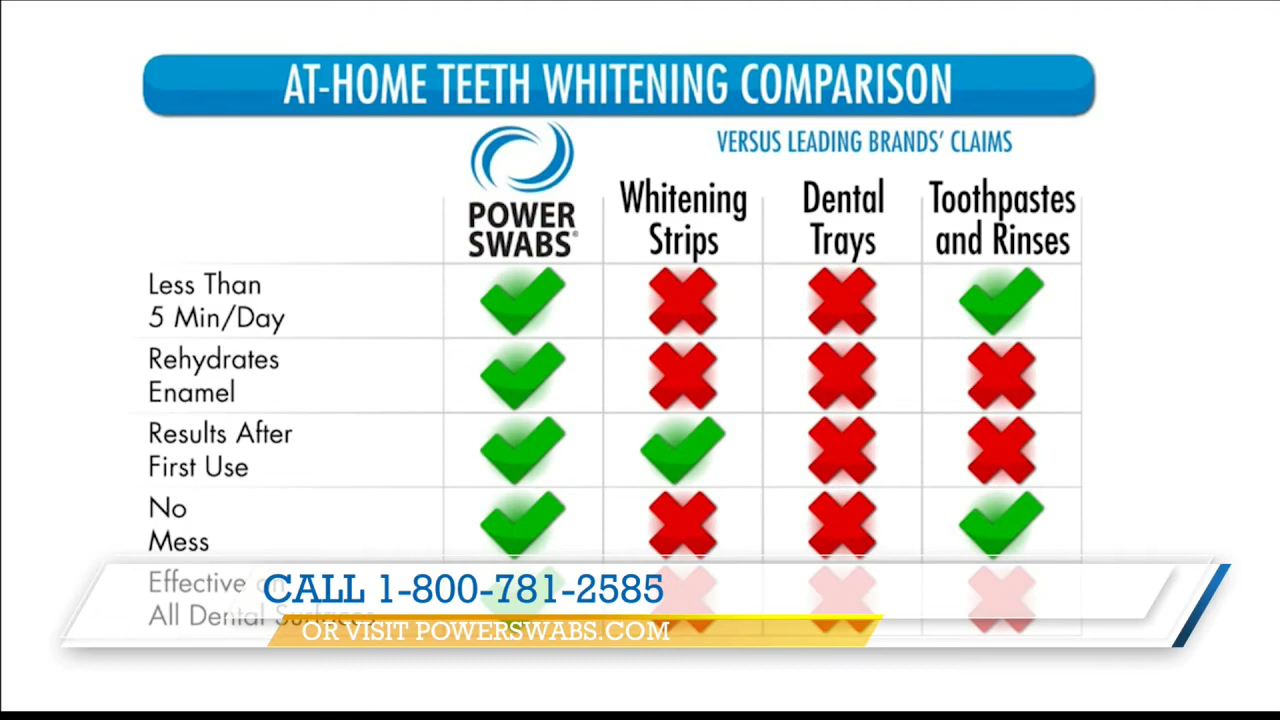 AT-HOME TEETH WHITENING COMPARISON
VERSUS LEADING BRANDS' CLAIMS
POWER
SWABS®
Whitening
Strips
Dental
Trays
Toothpastes
and Rinses
Less Than
5 Min/Day
Rehydrates
Enamel
Results After
First Use
No
Mess
Effective
All Dental Surfaces
CALL 1-800-781-2585
OR VISIT POWERSWABS.COM